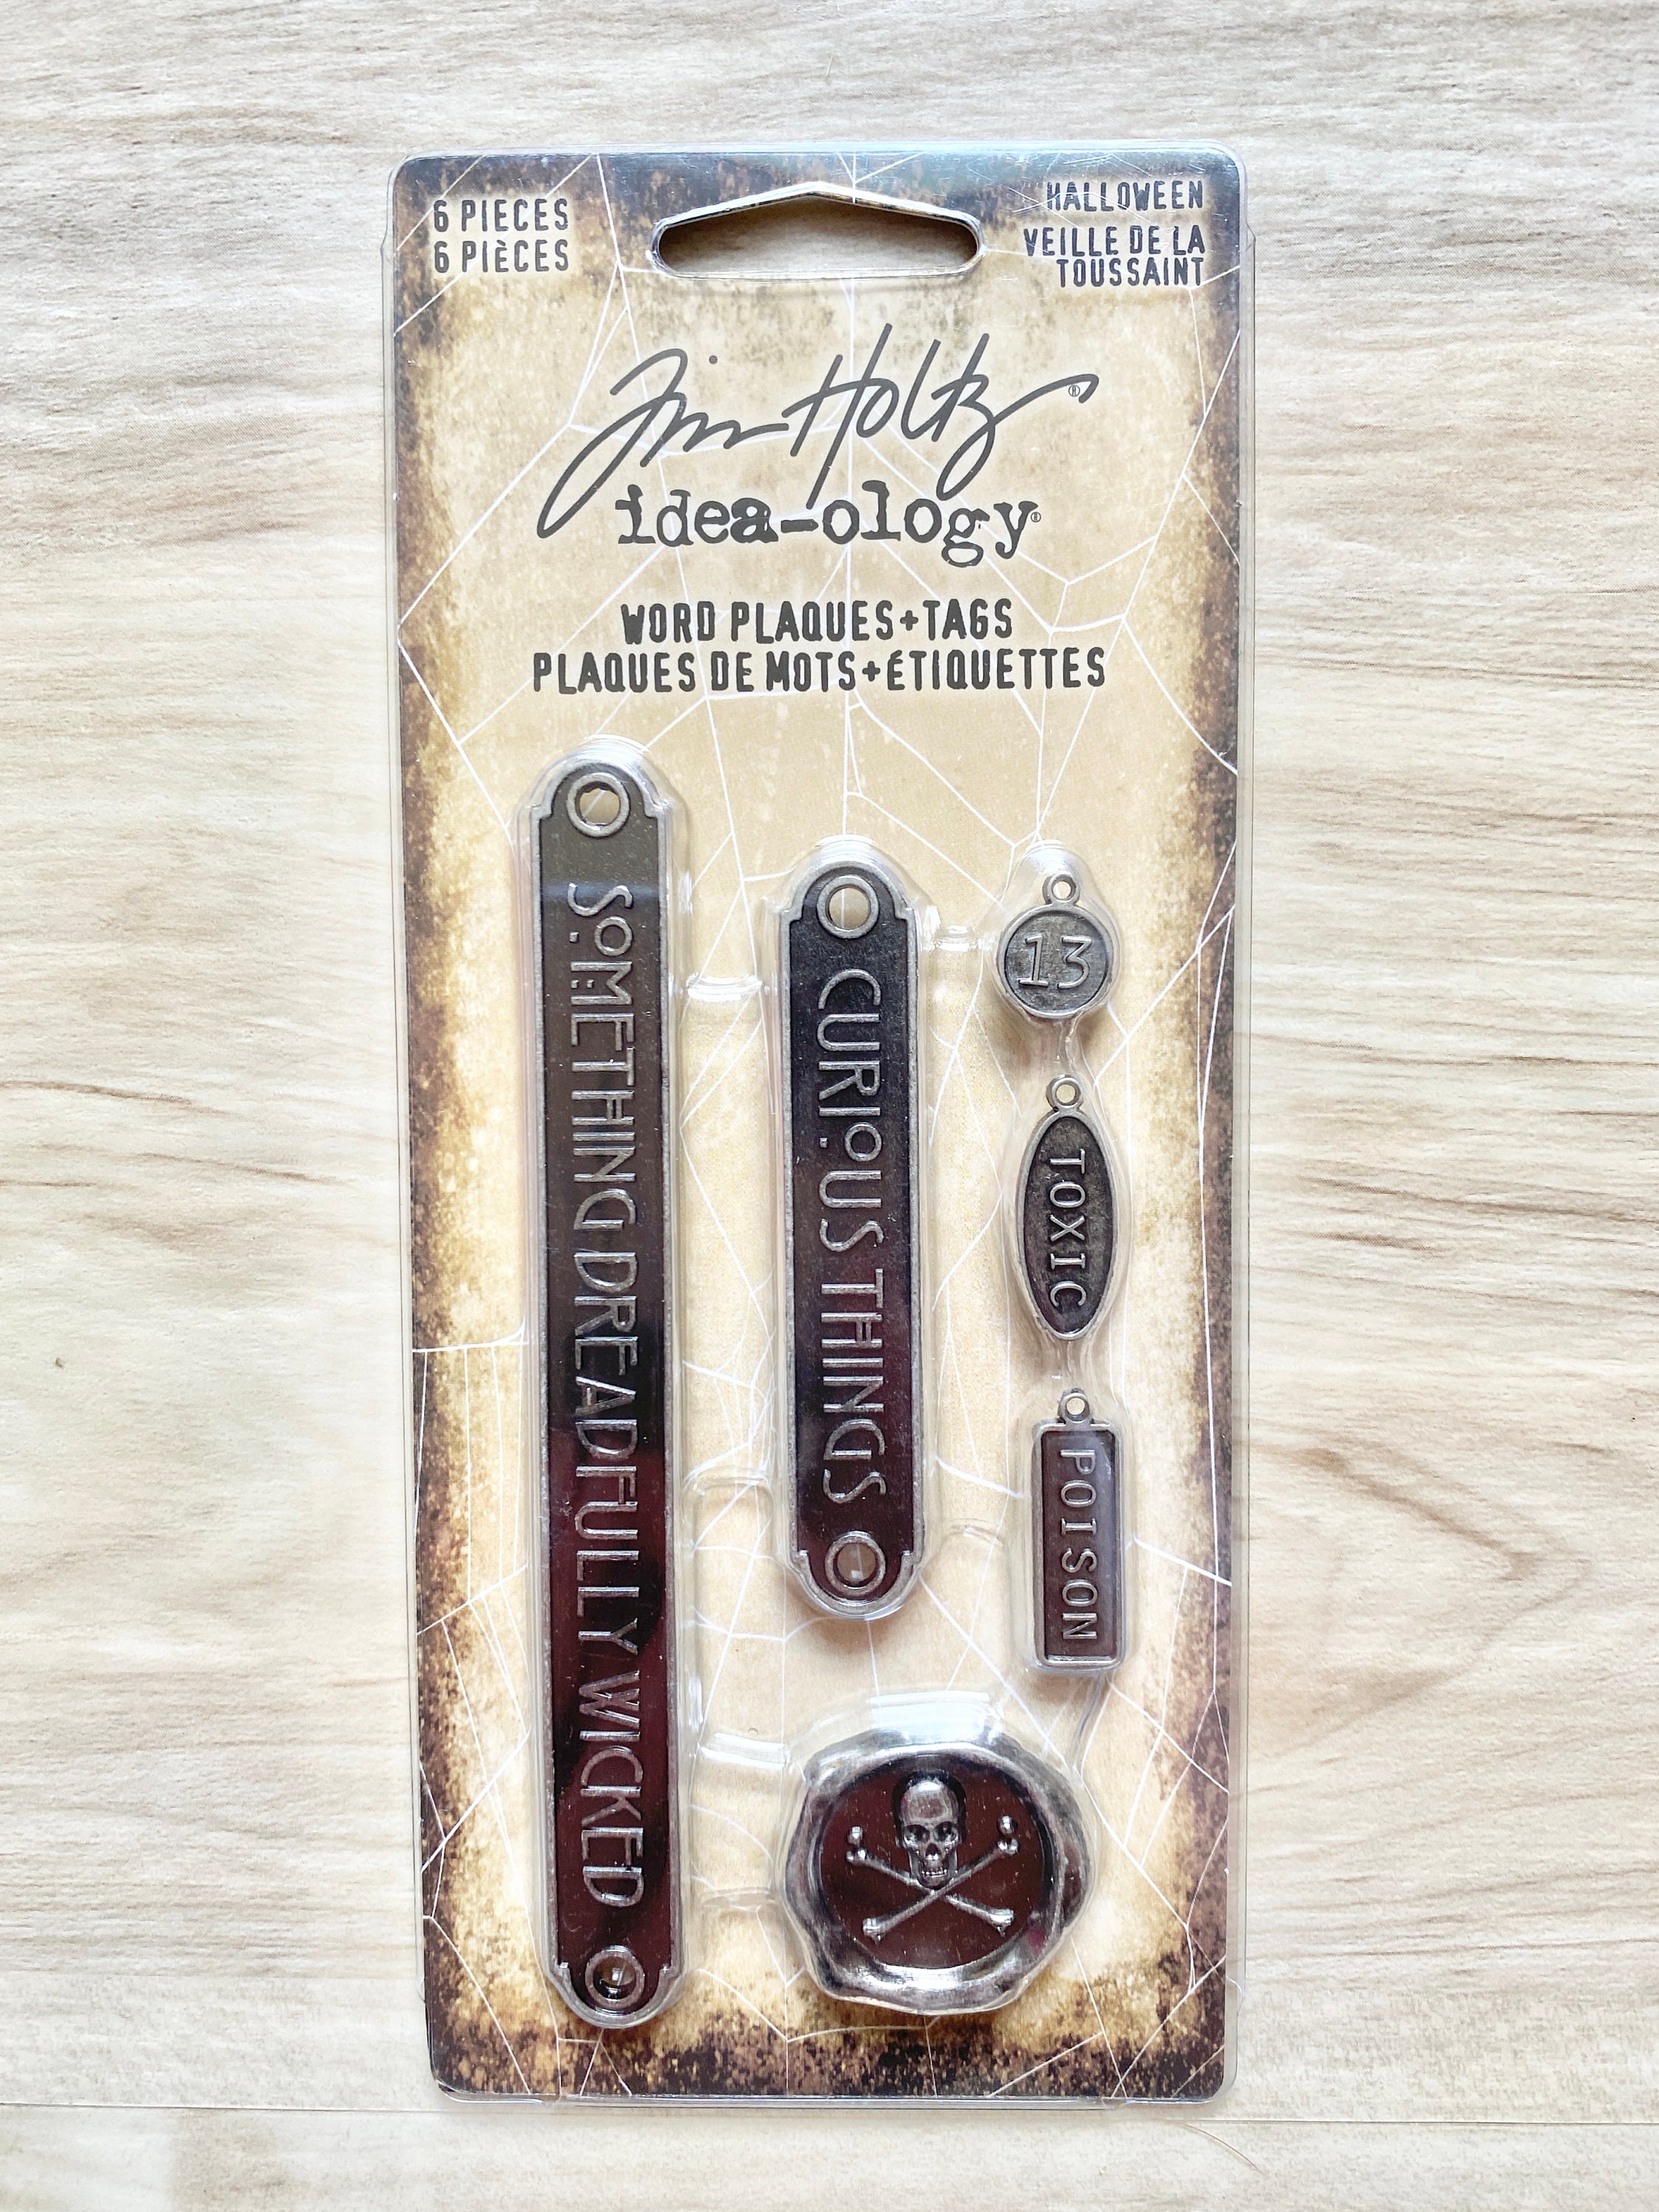 6 PIECES
6 PIÈCES
HALLOWEEN
VEILLE DE LA
TOUSSAINT
Tim Holtz®
idea-ology®
WORD PLAQUES+TAGS
PLAQUES DE MOTS+ÉTIQUETTES
SOMETHING DREADFULLY WICKED
CURIOUS THINGS
13
TOXIC
POISON